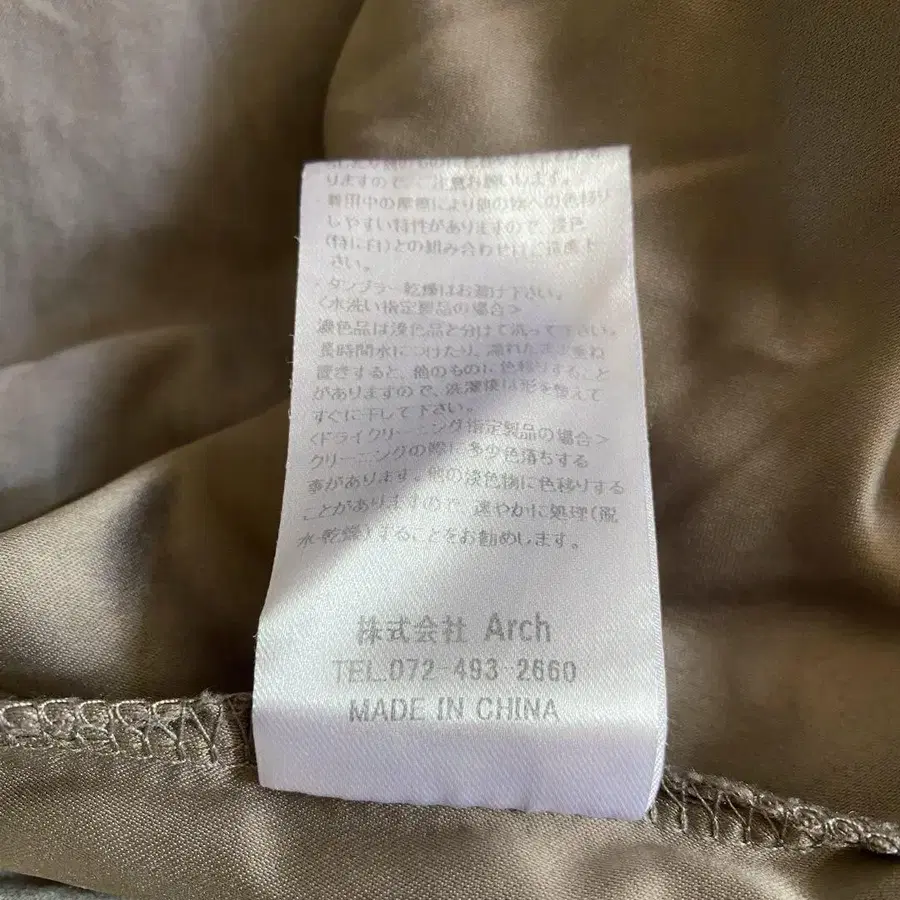 りますので、ご注意お願いします。
・着用中の摩擦により他の物への色移り
しやすい特性がありますので、淡色
(特に白)との組み合わせはご注意下
さい。
・タンブラー乾燥はお避け下さい。
<水洗い指定製品の場合>
濃色品は淡色品と分けて洗って下さい。
長時間水につけたり、濡れたまま重ね
置きすると、他のものに色移りすること
がありますので、洗濯後は形を整えて
すぐに干して下さい。
<ドライクリーニング指定製品の場合>
クリーニングの際に多少色落ちする
事があります。他の淡色物に色移りする
ことがありますので、速やかに処理(脱
水・乾燥)することをお勧めします。
株式会社 Arch
TEL.072-493-2660
MADE IN CHINA